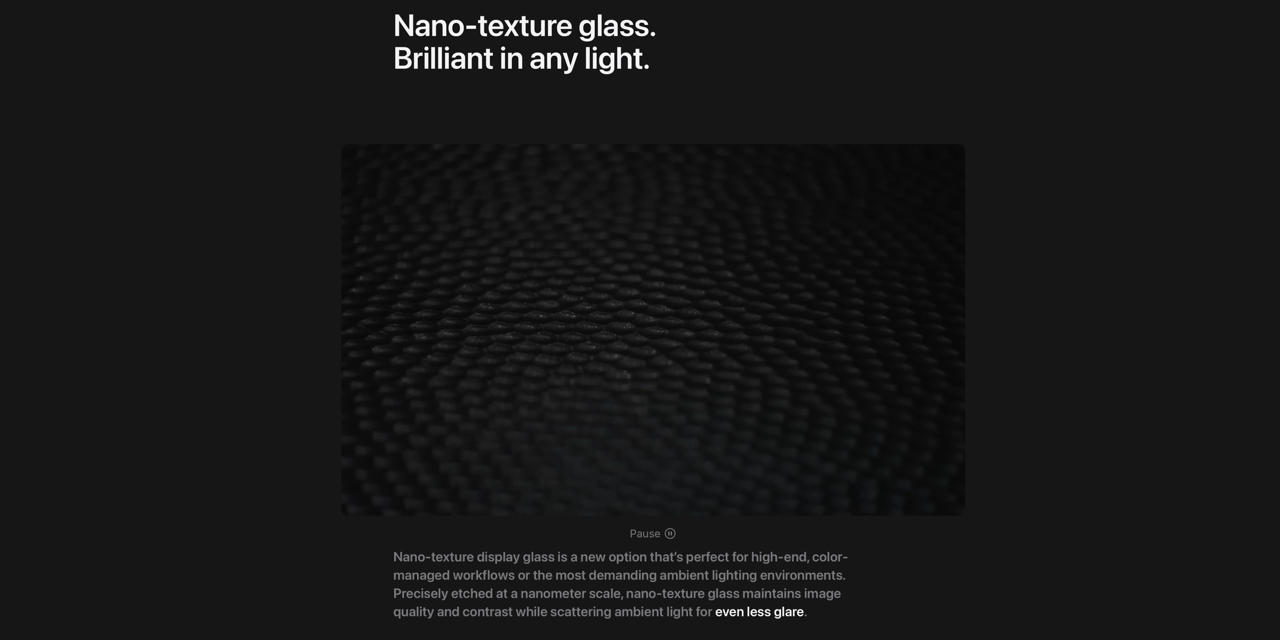 Nano-texture glass.
Brilliant in any light.
Pause
Nano-texture display glass is a new option that’s perfect for high-end, color-
managed workflows or the most demanding ambient lighting environments.
Precisely etched at a nanometer scale, nano-texture glass maintains image
quality and contrast while scattering ambient light for even less glare.